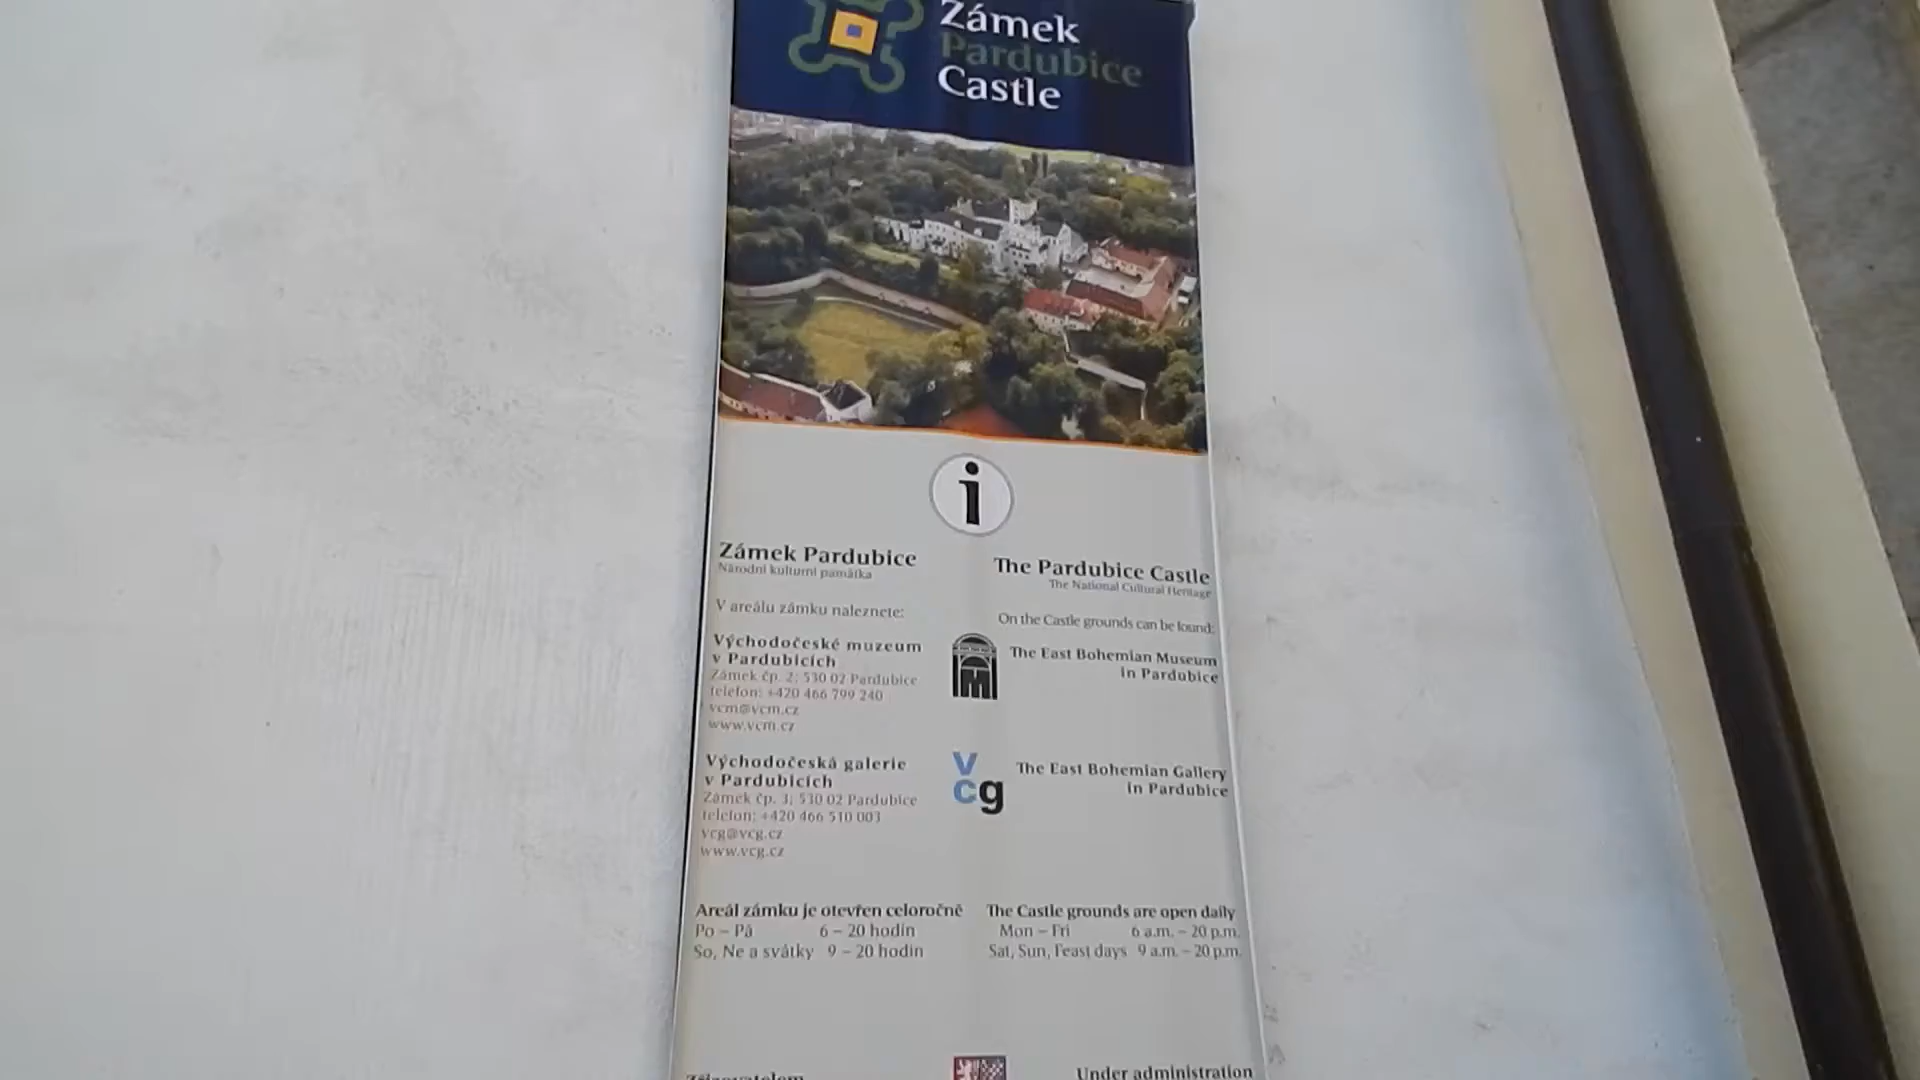 Zámek
Pardubice
Castle
i
Zámek Pardubice
Národní kulturní památka
V areálu zámku naleznete:
Východočeské muzeum
v Pardubicích
Zámek čp. 2; 530 02 Pardubice
telefon: +420 466 799 240
vcm@vcm.cz
www.vcm.cz
Východočeská galerie
v Pardubicích
Zámek čp. 3; 530 02 Pardubice
telefon: +420 466 510 003
vcg@vcg.cz
www.vcg.cz
Areál zámku je otevřen celoročně
Po – Pá 6 – 20 hodin
So, Ne a svátky 9 – 20 hodin
Zřizovatelem
The Pardubice Castle
The National Cultural Heritage
On the Castle grounds can be found:
M
The East Bohemian Museum
in Pardubice
vcg
The East Bohemian Gallery
in Pardubice
The Castle grounds are open daily
Mon – Fri 6 a.m. – 20 p.m.
Sat, Sun, Feast days 9 a.m. – 20 p.m.
Under administration